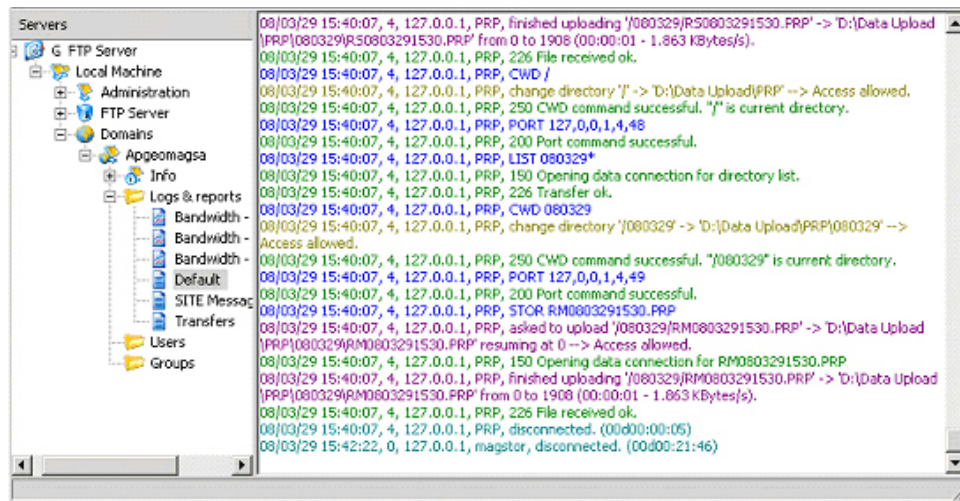 Servers
G FTP Server
Local Machine
Administration
FTP Server
Domains
Apgeomagsa
Info
Logs & reports
Bandwidth -
Bandwidth -
Bandwidth -
Default
SITE Messag
Transfers
Users
Groups
08/03/29 15:40:07, 4, 127.0.0.1, PRP, finished uploading '/080329/RS0803291530.PRP' -> 'D:\Data Upload
\PRP\080329\RS0803291530.PRP' from 0 to 1908 (00:00:01 - 1.863 KBytes/s).
08/03/29 15:40:07, 4, 127.0.0.1, PRP, 226 File received ok.
08/03/29 15:40:07, 4, 127.0.0.1, PRP, CWD /
08/03/29 15:40:07, 4, 127.0.0.1, PRP, change directory '/' -> 'D:\Data Upload\PRP' --> Access allowed.
08/03/29 15:40:07, 4, 127.0.0.1, PRP, 250 CWD command successful. "/" is current directory.
08/03/29 15:40:07, 4, 127.0.0.1, PRP, PORT 127,0,0,1,4,48
08/03/29 15:40:07, 4, 127.0.0.1, PRP, 200 Port command successful.
08/03/29 15:40:07, 4, 127.0.0.1, PRP, LIST 080329*
08/03/29 15:40:07, 4, 127.0.0.1, PRP, 150 Opening data connection for directory list.
08/03/29 15:40:07, 4, 127.0.0.1, PRP, 226 Transfer ok.
08/03/29 15:40:07, 4, 127.0.0.1, PRP, CWD 080329
08/03/29 15:40:07, 4, 127.0.0.1, PRP, change directory '/080329' -> 'D:\Data Upload\PRP\080329' -->
Access allowed.
08/03/29 15:40:07, 4, 127.0.0.1, PRP, 250 CWD command successful. "/080329" is current directory.
08/03/29 15:40:07, 4, 127.0.0.1, PRP, PORT 127,0,0,1,4,49
08/03/29 15:40:07, 4, 127.0.0.1, PRP, 200 Port command successful.
08/03/29 15:40:07, 4, 127.0.0.1, PRP, STOR RM0803291530.PRP
08/03/29 15:40:07, 4, 127.0.0.1, PRP, asked to upload '/080329/RM0803291530.PRP' -> 'D:\Data Upload
\PRP\080329\RM0803291530.PRP' resuming at 0 --> Access allowed.
08/03/29 15:40:07, 4, 127.0.0.1, PRP, 150 Opening data connection for RM0803291530.PRP
08/03/29 15:40:07, 4, 127.0.0.1, PRP, finished uploading '/080329/RM0803291530.PRP' -> 'D:\Data Upload
\PRP\080329\RM0803291530.PRP' from 0 to 1908 (00:00:01 - 1.863 KBytes/s).
08/03/29 15:40:07, 4, 127.0.0.1, PRP, 226 File received ok.
08/03/29 15:40:07, 4, 127.0.0.1, PRP, disconnected. (00d00:00:05)
08/03/29 15:42:22, 0, 127.0.0.1, magstor, disconnected. (00d00:21:46)